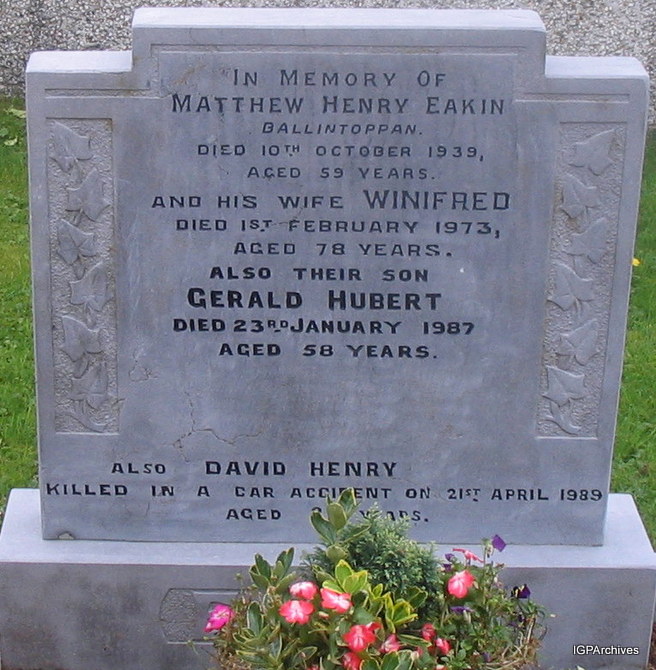 IN MEMORY OF
MATTHEW HENRY EAKIN
BALLINTOPPAN.
DIED 10TH OCTOBER 1939,
AGED 59 YEARS.
AND HIS WIFE WINIFRED
DIED 1ST FEBRUARY 1973,
AGED 78 YEARS.
ALSO THEIR SON
GERALD HUBERT
DIED 23RD JANUARY 1987
AGED 58 YEARS.
ALSO DAVID HENRY
KILLED IN A CAR ACCIDENT ON 21ST APRIL 1989
AGED
IGPArchives